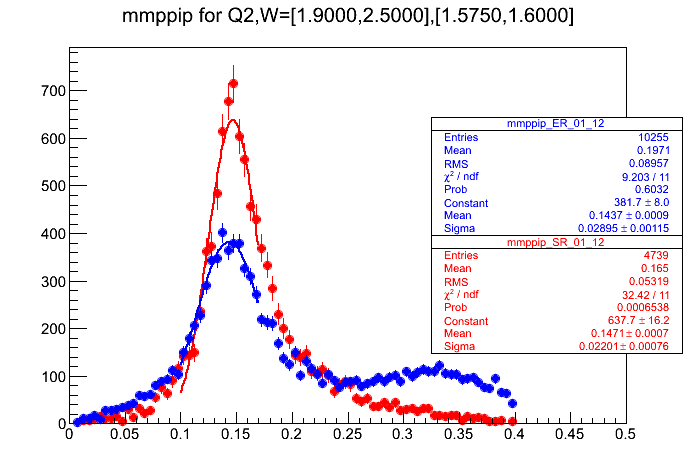 mmppip for Q2,W=[1.9000,2.5000],[1.5750,1.6000]
700
600
500
400
300
200
100
0
0 0.05 0.1 0.15 0.2 0.25 0.3 0.35 0.4 0.45 0.5
mmppip_ER_01_12
Entries 10255
Mean 0.1971
RMS 0.08957
χ² / ndf 9.203 / 11
Prob 0.6032
Constant 381.7 ± 8.0
Mean 0.1437 ± 0.0009
Sigma 0.02895 ± 0.00115
mmppip_SR_01_12
Entries 4739
Mean 0.165
RMS 0.05319
χ² / ndf 32.42 / 11
Prob 0.0006538
Constant 637.7 ± 16.2
Mean 0.1471 ± 0.0007
Sigma 0.02201 ± 0.00076